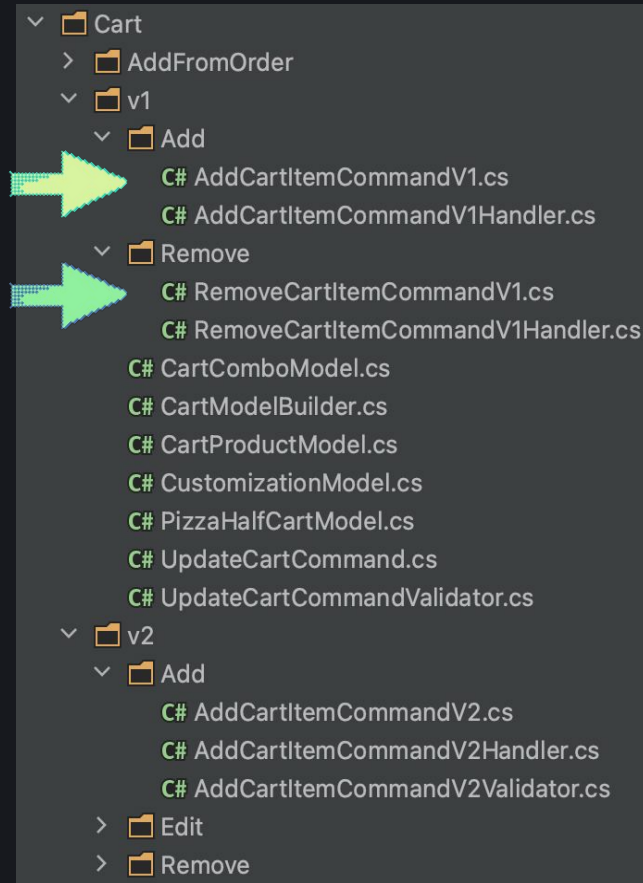 Cart
AddFromOrder
v1
Add
C# AddCartItemCommandV1.cs
C# AddCartItemCommandV1Handler.cs
Remove
C# RemoveCartItemCommandV1.cs
C# RemoveCartItemCommandV1Handler.cs
C# CartComboModel.cs
C# CartModelBuilder.cs
C# CartProductModel.cs
C# CustomizationModel.cs
C# PizzaHalfCartModel.cs
C# UpdateCartCommand.cs
C# UpdateCartCommandValidator.cs
v2
Add
C# AddCartItemCommandV2.cs
C# AddCartItemCommandV2Handler.cs
C# AddCartItemCommandV2Validator.cs
Edit
Remove